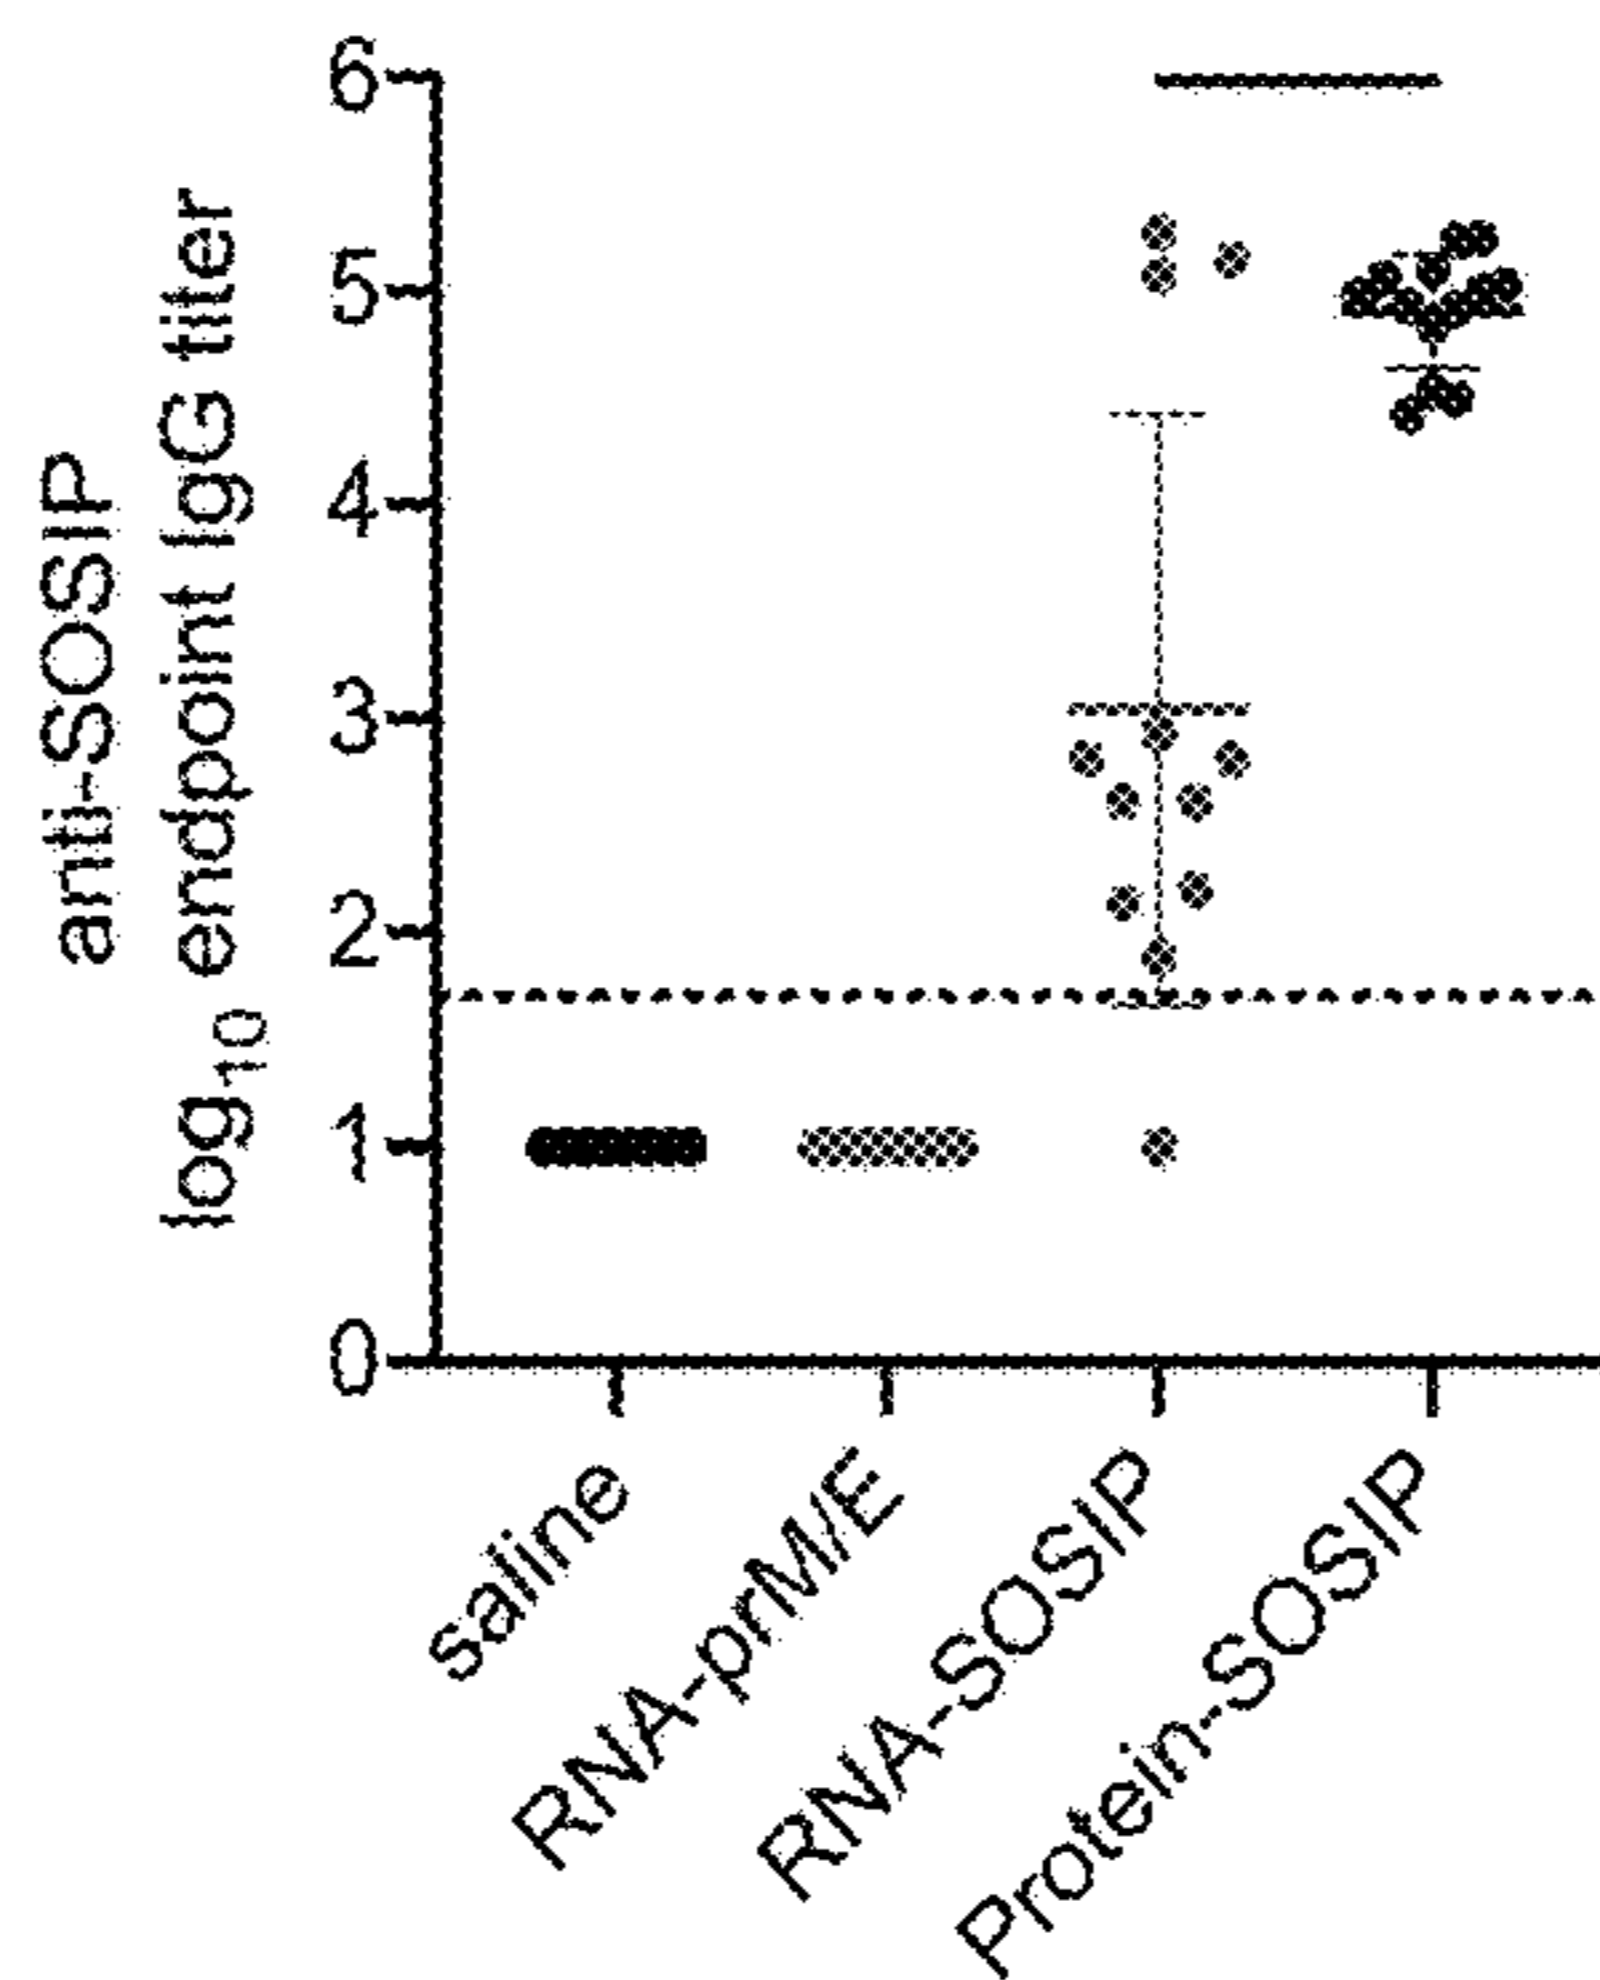 anti-SOSIP
log10 endpoint IgG titer
6
5
4
3
2
1
0
saline
RNA-prM/E
RNA-SOSIP
Protein-SOSIP